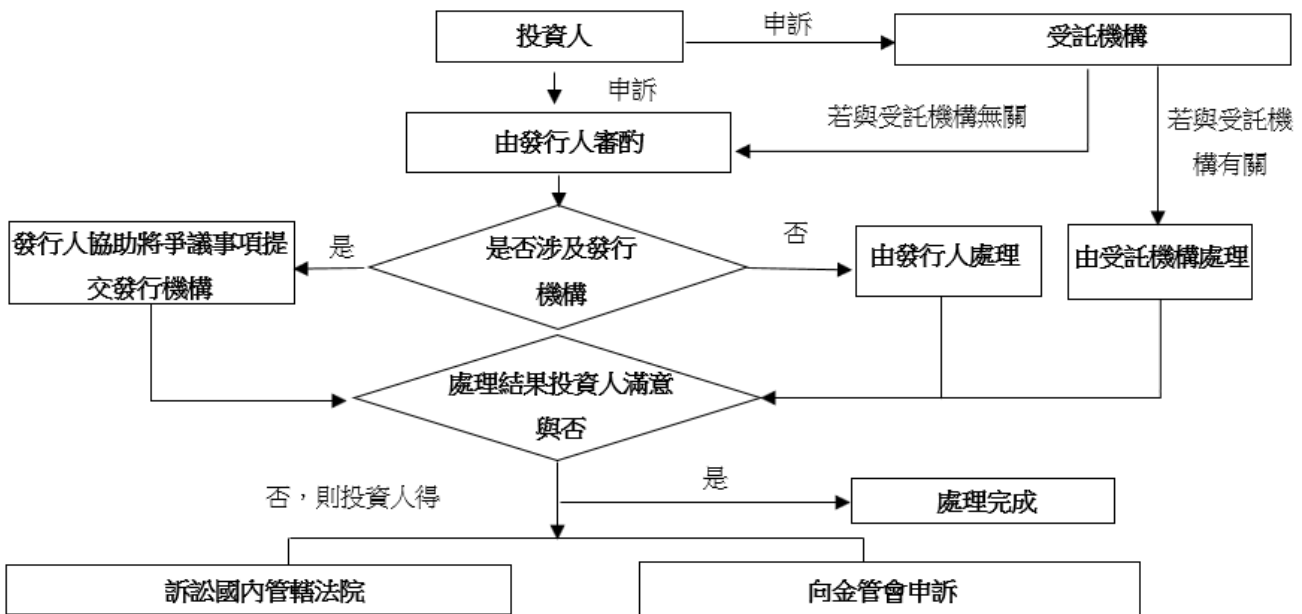 投資人
申訴
受託機構
申訴
若與受託機構無關
若與受託機
構有關
由發行人審酌
發行人協助將爭議事項提
交發行機構
是
是否涉及發行
機構
否
由發行人處理
由受託機構處理
處理結果投資人滿意
與否
否，則投資人得
是
處理完成
訴訟國內管轄法院
向金管會申訴